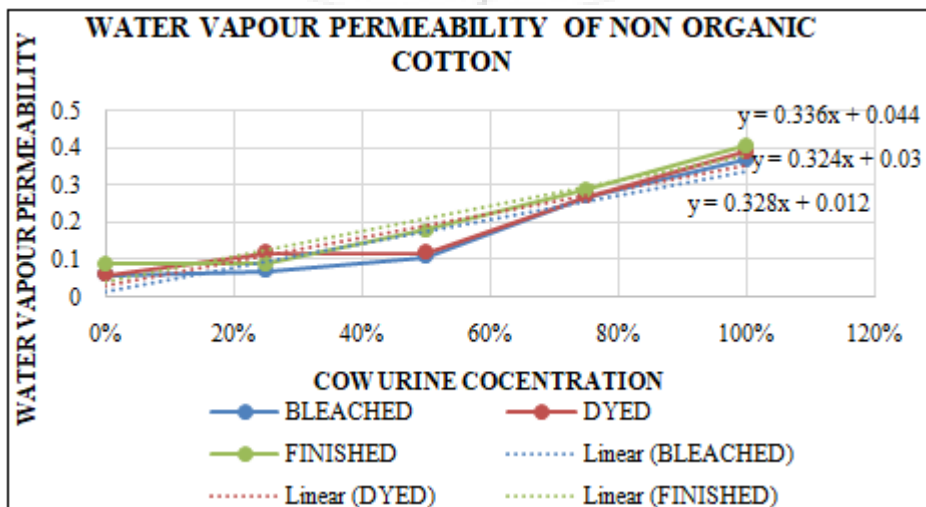 WATER VAPOUR PERMEABILITY OF NON ORGANIC
COTTON
WATER VAPOUR PERMEABILITY
0.5
0.4
0.3
0.2
0.1
0
y = 0.336x + 0.044
y = 0.324x + 0.03
y = 0.328x + 0.012
0% 20% 40% 60% 80% 100% 120%
COW URINE COCENTRATION
BLEACHED DYED
FINISHED Linear (BLEACHED)
Linear (DYED) Linear (FINISHED)